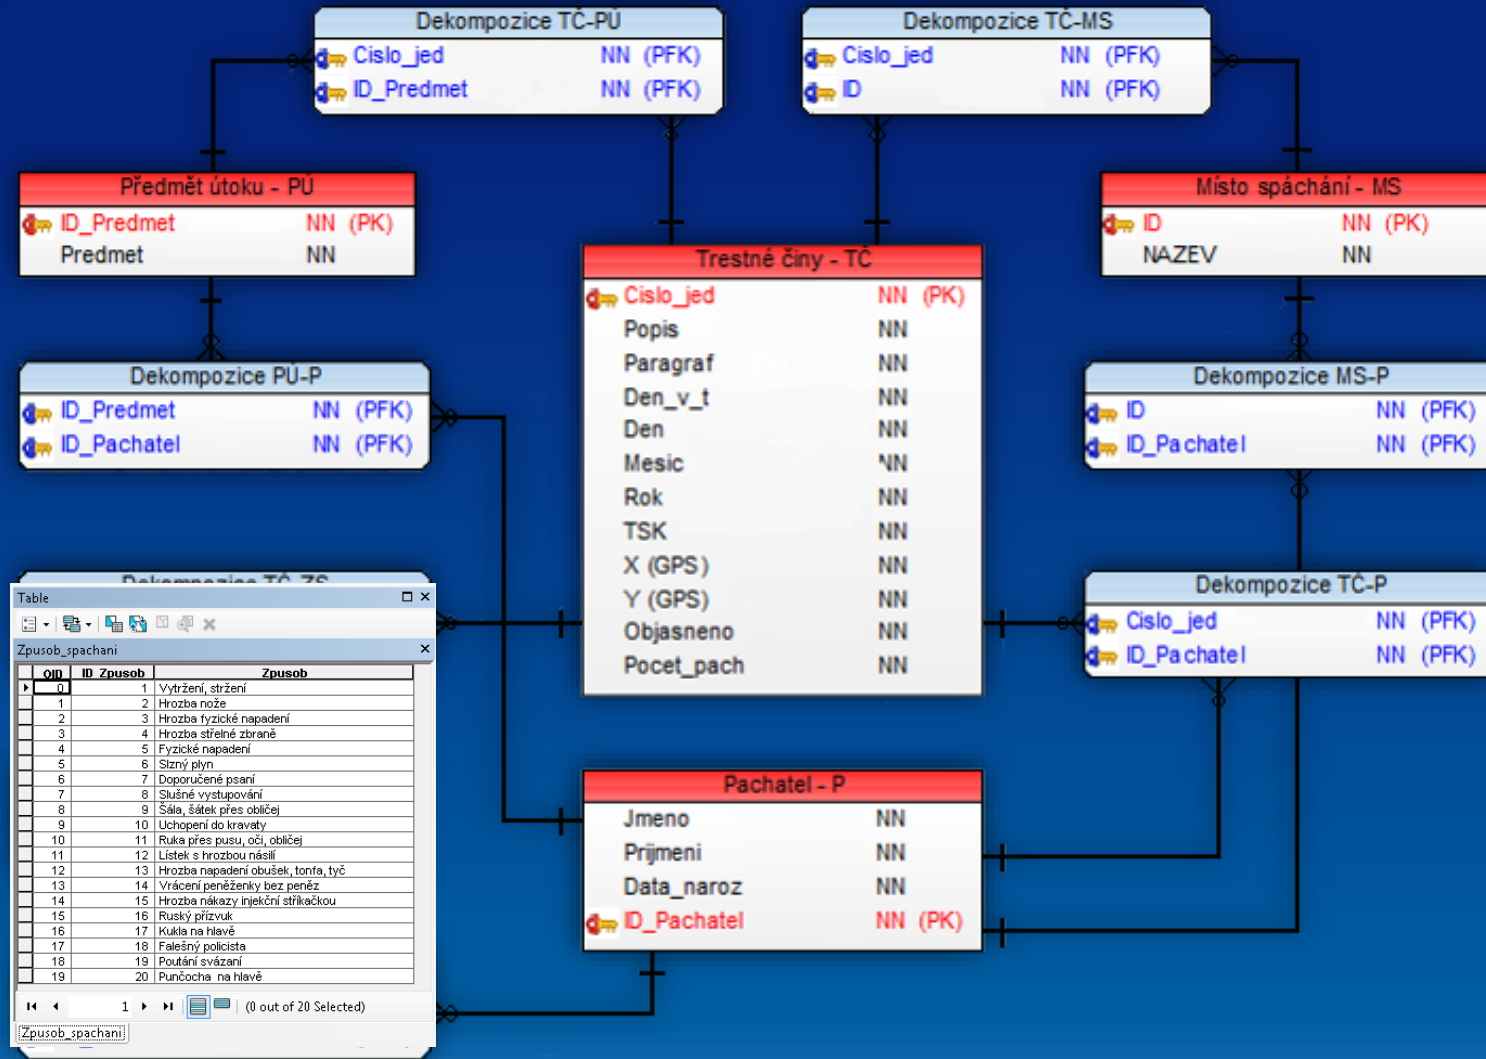 Dekompozice TČ-PÚ
Cislo_jed NN (PFK)
ID_Predmet NN (PFK)
Dekompozice TČ-MS
Cislo_jed NN (PFK)
ID NN (PFK)
Předmět útoku - PÚ
ID_Predmet NN (PK)
Predmet NN
Místo spáchání - MS
ID NN (PK)
NAZEV NN
Trestné činy - TČ
Cislo_jed NN (PK)
Popis NN
Paragraf NN
Den_v_t NN
Den NN
Mesic NN
Rok NN
TSK NN
X (GPS) NN
Y (GPS) NN
Objasneno NN
Pocet_pach NN
Dekompozice PÚ-P
ID_Predmet NN (PFK)
ID_Pachatel NN (PFK)
Dekompozice MS-P
ID NN (PFK)
ID_Pachatel NN (PFK)
Dekompozice TČ-ZS
Dekompozice TČ-P
Cislo_jed NN (PFK)
ID_Pachatel NN (PFK)
Pachatel - P
Jmeno NN
Prijmeni NN
Data_naroz NN
ID_Pachatel NN (PK)
Table
Zpusob_spachani
OID ID_Zpusob Zpusob
0 1 Vytržení, stržení
1 2 Hrozba nože
2 3 Hrozba fyzické napadení
3 4 Hrozba střelné zbraně
4 5 Fyzické napadení
5 6 Slzný plyn
6 7 Doporučené psaní
7 8 Slušné vystupování
8 9 Šála, šátek přes obličej
9 10 Uchopení do kravaty
10 11 Ruka přes pusu, oči, obličej
11 12 Lístek s hrozbou násilí
12 13 Hrozba napadení obušek, tonfa, tyč
13 14 Vrácení peněženky bez peněz
14 15 Hrozba nákazy injekční stříkačkou
15 16 Ruský přízvuk
16 17 Kukla na hlavě
17 18 Falešný policista
18 19 Poutání svázaní
19 20 Punčocha na hlavě
1 (0 out of 20 Selected)
Zpusob_spachani